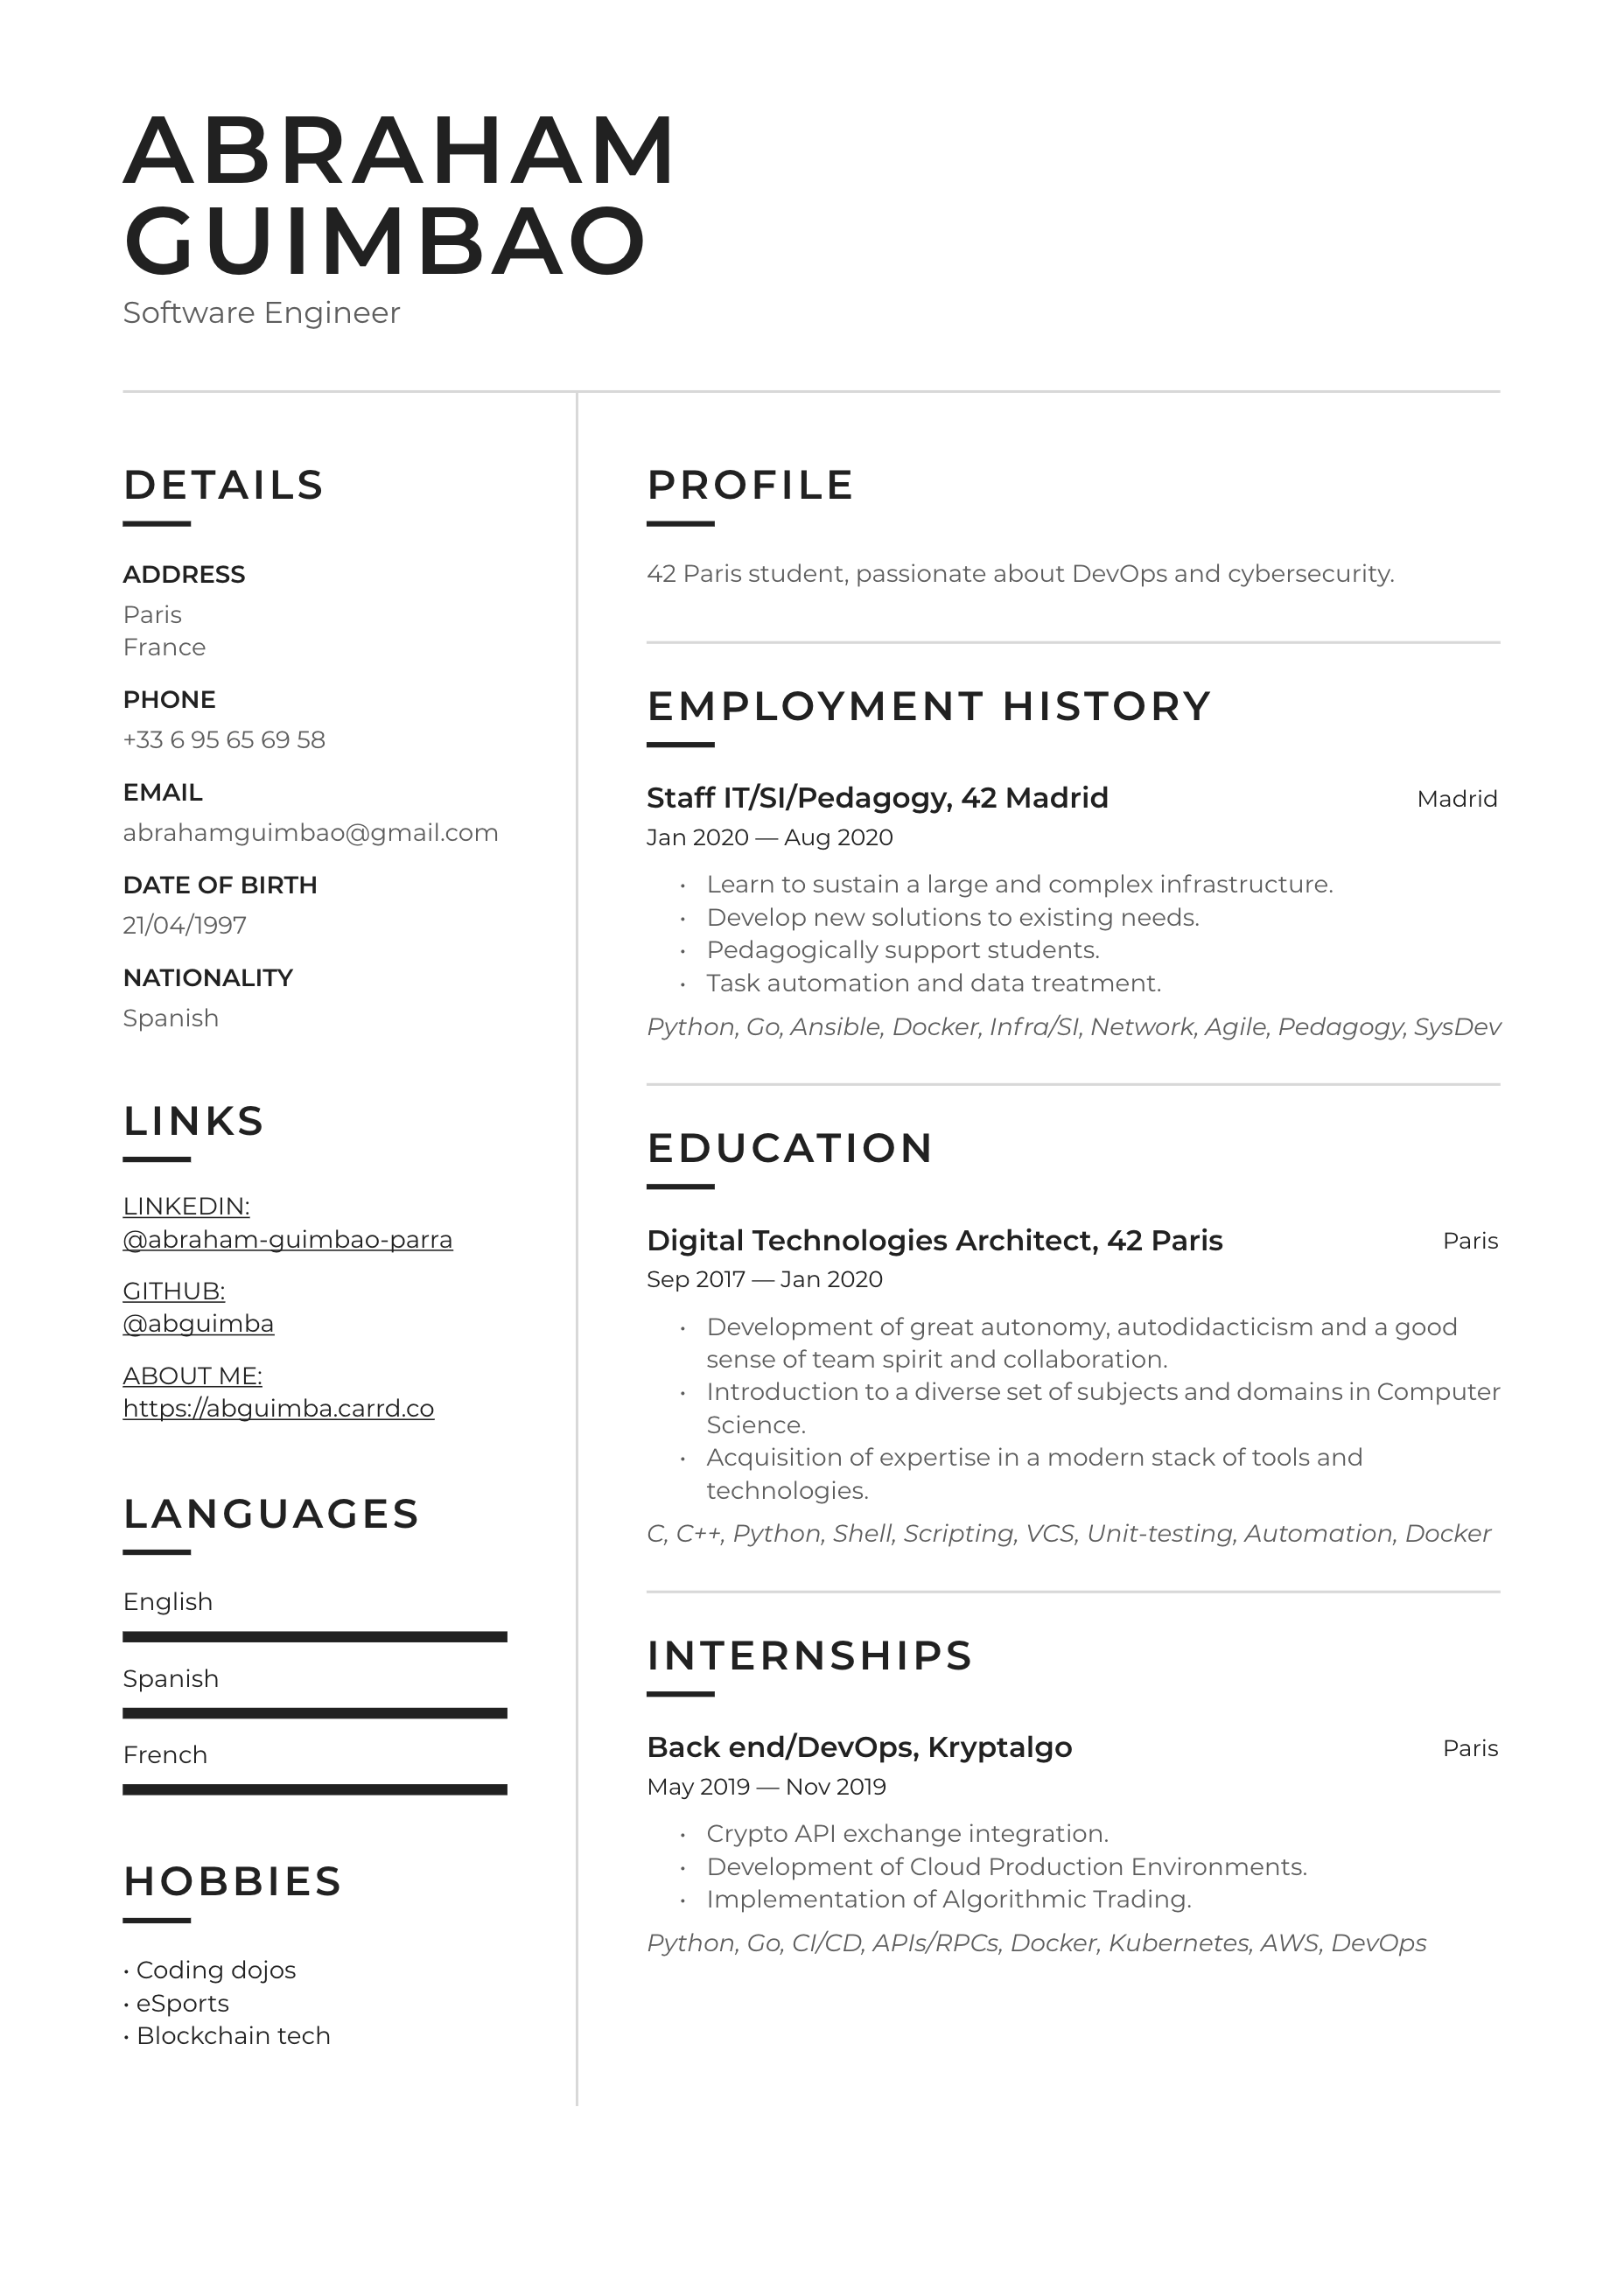 ABRAHAM
GUIMBAO
Software Engineer
DETAILS
ADDRESS
Paris
France
PHONE
+33 6 95 65 69 58
EMAIL
abrahamguimbao@gmail.com
DATE OF BIRTH
21/04/1997
NATIONALITY
Spanish
LINKS
LINKEDIN:
@abraham-guimbao-parra
GITHUB:
@abguimba
ABOUT ME:
https://abguimba.carrd.co
LANGUAGES
English
Spanish
French
HOBBIES
· Coding dojos
· eSports
· Blockchain tech
PROFILE
42 Paris student, passionate about DevOps and cybersecurity.
EMPLOYMENT HISTORY
Staff IT/SI/Pedagogy, 42 Madrid Madrid
Jan 2020 — Aug 2020
· Learn to sustain a large and complex infrastructure.
· Develop new solutions to existing needs.
· Pedagogically support students.
· Task automation and data treatment.
Python, Go, Ansible, Docker, Infra/SI, Network, Agile, Pedagogy, SysDev
EDUCATION
Digital Technologies Architect, 42 Paris Paris
Sep 2017 — Jan 2020
· Development of great autonomy, autodidacticism and a good
sense of team spirit and collaboration.
· Introduction to a diverse set of subjects and domains in Computer
Science.
· Acquisition of expertise in a modern stack of tools and
technologies.
C, C++, Python, Shell, Scripting, VCS, Unit-testing, Automation, Docker
INTERNSHIPS
Back end/DevOps, Kryptalgo Paris
May 2019 — Nov 2019
· Crypto API exchange integration.
· Development of Cloud Production Environments.
· Implementation of Algorithmic Trading.
Python, Go, CI/CD, APIs/RPCs, Docker, Kubernetes, AWS, DevOps